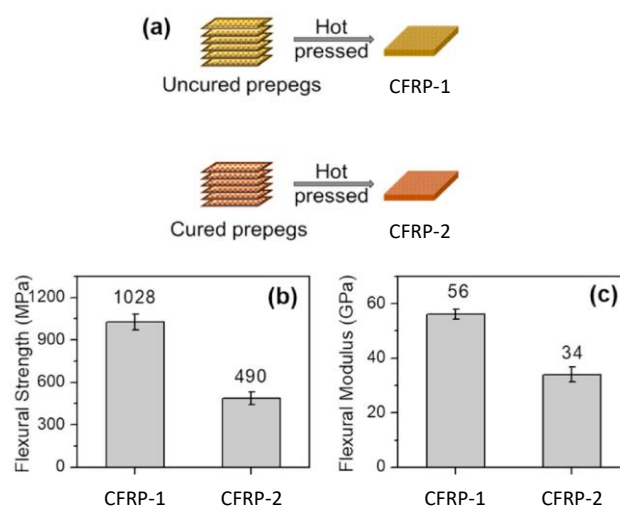 (a)
Hot
pressed
Uncured prepegs
CFRP-1
Hot
pressed
Cured prepegs
CFRP-2
(b)
Flexural Strength (MPa)
1200
900
600
300
0
1028
490
CFRP-1
CFRP-2
(c)
Flexural Modulus (GPa)
60
40
20
0
56
34
CFRP-1
CFRP-2